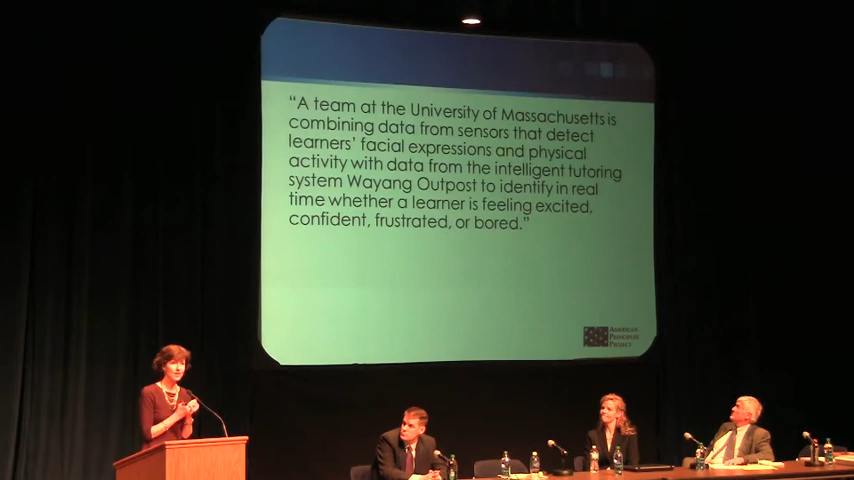 “A team at the University of Massachusetts is
combining data from sensors that detect
learners’ facial expressions and physical
activity with data from the intelligent tutoring
system Wayang Outpost to identify in real
time whether a learner is feeling excited,
confident, frustrated, or bored.”
American
Principles
Project